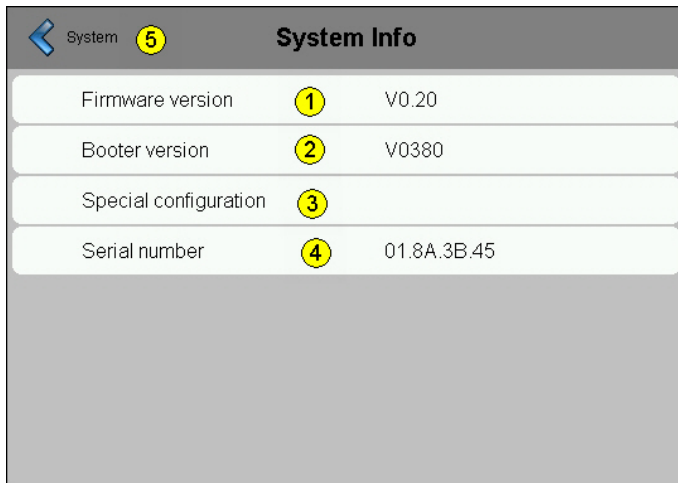 System 5 System Info
Firmware version 1 V0.20
Booter version 2 V0380
Special configuration 3
Serial number 4 01.8A.3B.45